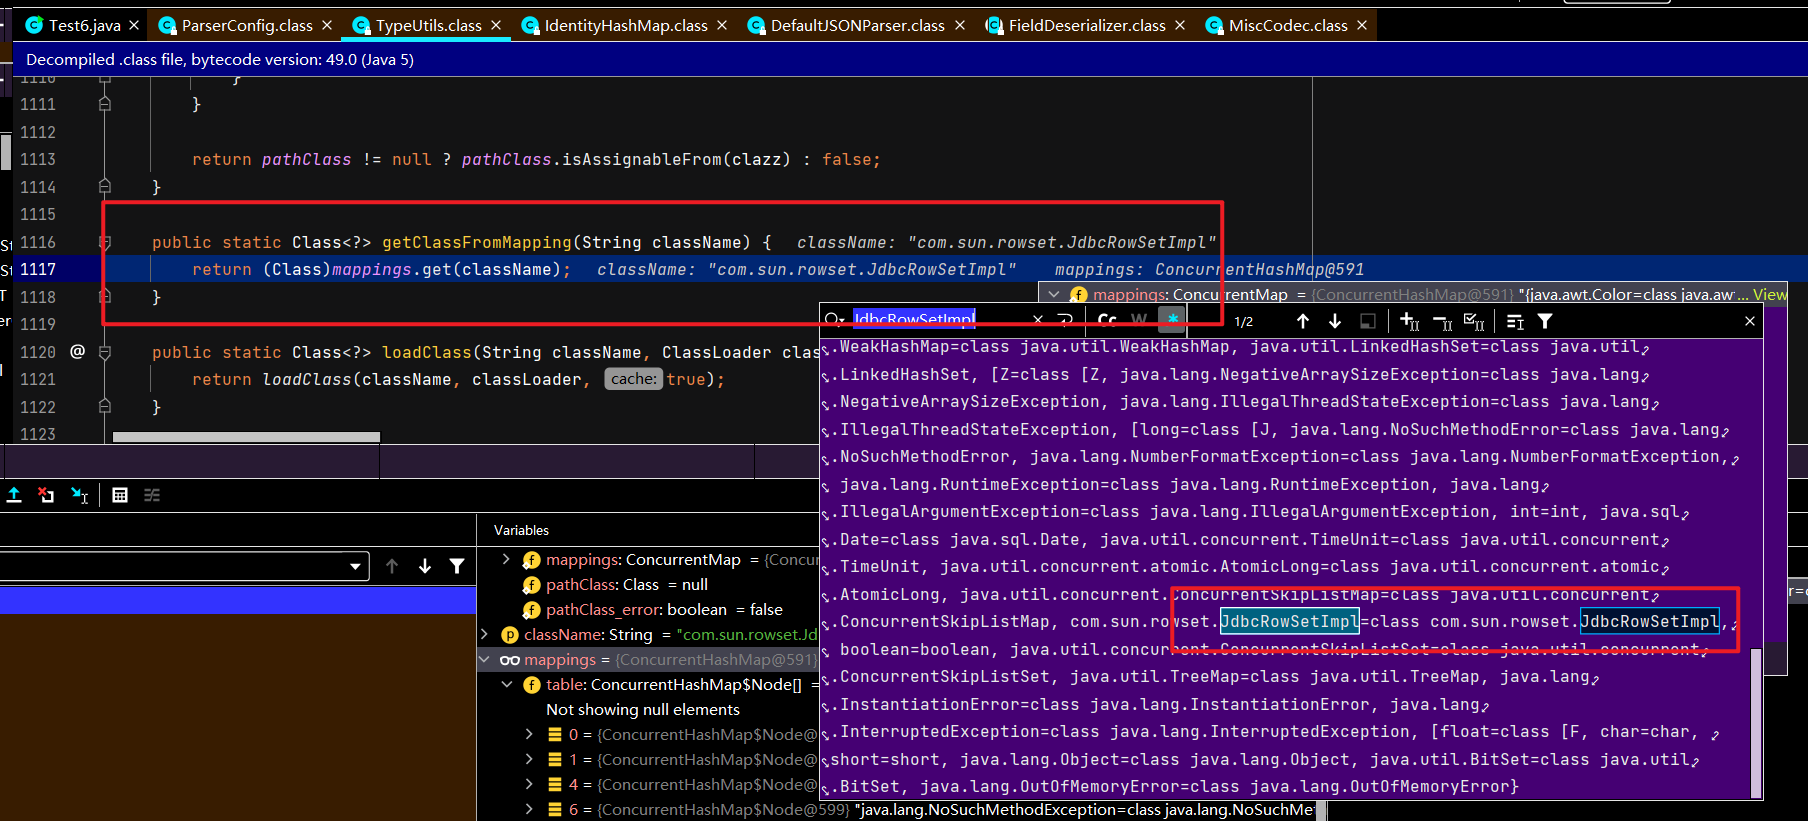 Test6.java × ParserConfig.class × TypeUtils.class × IdentityHashMap.class × DefaultJSONParser.class × FieldDeserializer.class × MiscCodec.class ×
Decompiled .class file, bytecode version: 49.0 (Java 5)
1110 }
1111 }
1112
1113 return pathClass != null ? pathClass.isAssignableFrom(clazz) : false;
1114 }
1115
1116 public static Class<?> getClassFromMapping(String className) { className: "com.sun.rowset.JdbcRowSetImpl"
1117 return (Class)mappings.get(className); className: "com.sun.rowset.JdbcRowSetImpl" mappings: ConcurrentHashMap@591
1118 }
1119
1120 @ public static Class<?> loadClass(String className, ClassLoader clas
1121 return loadClass(className, classLoader, cache: true);
1122 }
1123
mappings: ConcurrentMap = {ConcurrentHashMap@591} "{java.awt.Color=class java.aw... View
JdbcRowSetImpl × Cc W .* 1/2 ×
.WeakHashMap=class java.util.WeakHashMap, java.util.LinkedHashSet=class java.util
.LinkedHashSet, [Z=class [Z, java.lang.NegativeArraySizeException=class java.lang
.NegativeArraySizeException, java.lang.IllegalThreadStateException=class java.lang
.IllegalThreadStateException, [long=class [J, java.lang.NoSuchMethodError=class java.lang
.NoSuchMethodError, java.lang.NumberFormatException=class java.lang.NumberFormatException,
java.lang.RuntimeException=class java.lang.RuntimeException, java.lang
.IllegalArgumentException=class java.lang.IllegalArgumentException, int=int, java.sql
.Date=class java.sql.Date, java.util.concurrent.TimeUnit=class java.util.concurrent
.TimeUnit, java.util.concurrent.atomic.AtomicLong=class java.util.concurrent.atomic
.AtomicLong, java.util.concurrent.ConcurrentSkipListMap=class java.util.concurrent
.ConcurrentSkipListMap, com.sun.rowset.JdbcRowSetImpl=class com.sun.rowset.JdbcRowSetImpl,
boolean=boolean, java.util.concurrent.ConcurrentSkipListSet=class java.util.concurrent
.ConcurrentSkipListSet, java.util.TreeMap=class java.util.TreeMap, java.lang
.InstantiationError=class java.lang.InstantiationError, java.lang
.InterruptedException=class java.lang.InterruptedException, [float=class [F, char=char,
short=short, java.lang.Object=class java.lang.Object, java.util.BitSet=class java.util
.BitSet, java.lang.OutOfMemoryError=class java.lang.OutOfMemoryError}
Variables
mappings: ConcurrentMap = {Concu
pathClass: Class = null
pathClass_error: boolean = false
className: String = "com.sun.rowset.Jd
mappings = {ConcurrentHashMap@591}
table: ConcurrentHashMap$Node[] =
Not showing null elements
0 = {ConcurrentHashMap$Node@
1 = {ConcurrentHashMap$Node@
4 = {ConcurrentHashMap$Node@
6 = {ConcurrentHashMap$Node@599} "java.lang.NoSuchMethodException=class java.lang.NoSuchMet